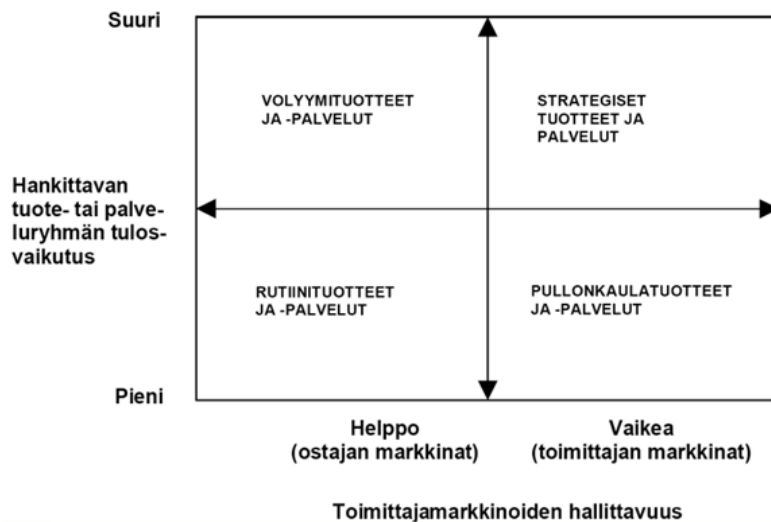 Suuri
VOLYYMITUOTTEET
JA -PALVELUT
STRATEGISET
TUOTTEET JA
PALVELUT
Hankittavan
tuote- tai palve-
luryhmän tulos-
vaikutus
RUTIINITUOTTEET
JA -PALVELUT
PULLONKAULATUOTTEET
JA -PALVELUT
Pieni
Helppo
(ostajan markkinat)
Vaikea
(toimittajan markkinat)
Toimittajamarkkinoiden hallittavuus